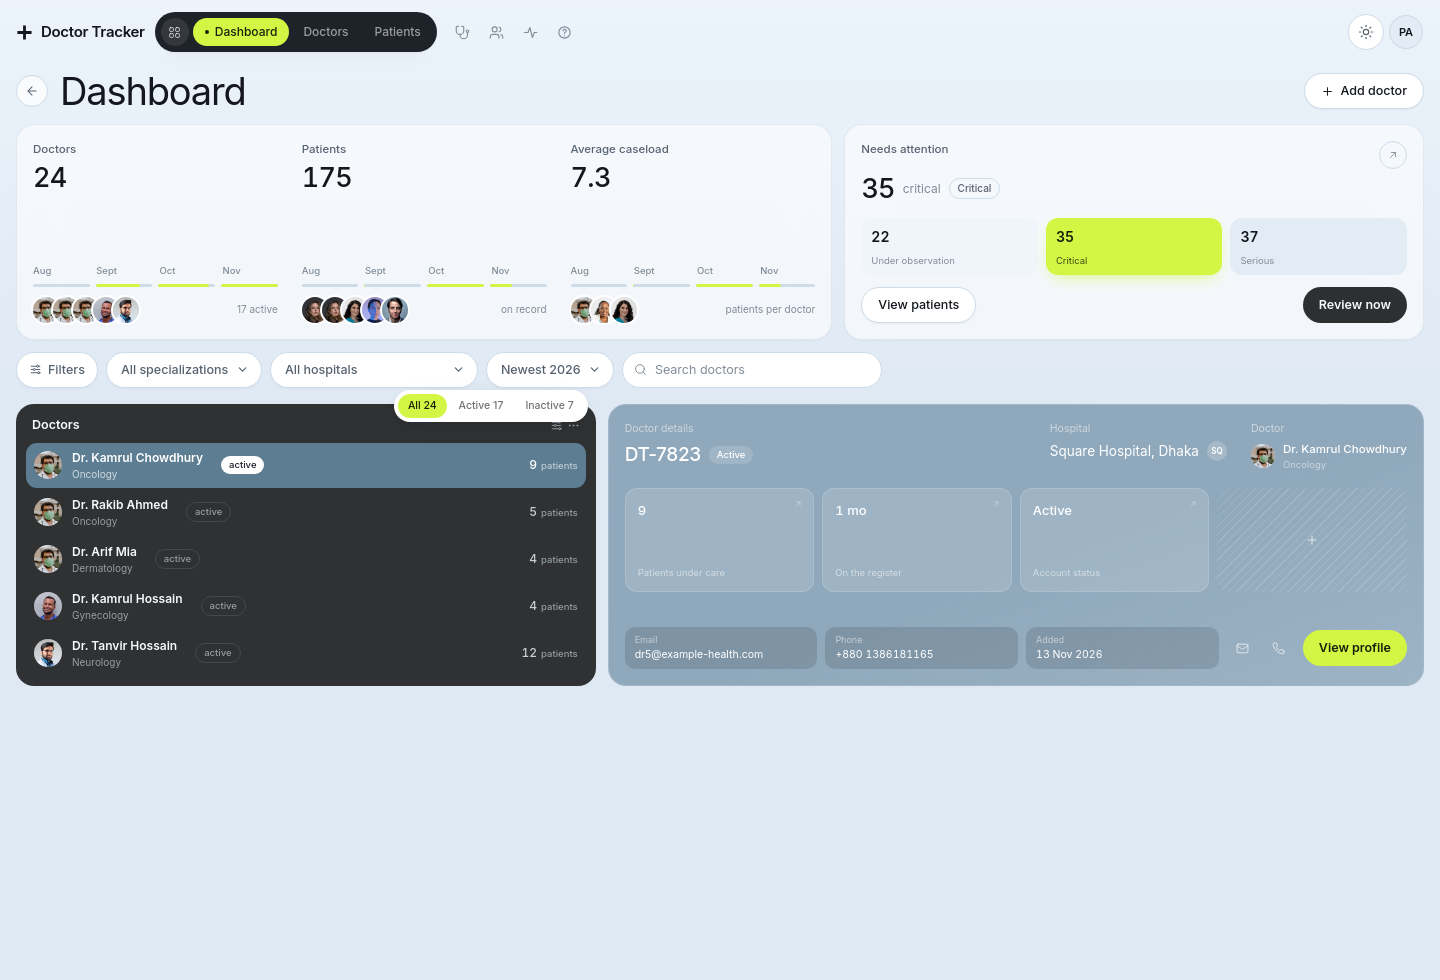 Doctor Tracker
Dashboard
Doctors
Patients
PA
Dashboard
Add doctor
Doctors
24
Aug Sept Oct Nov
17 active
Patients
175
Aug Sept Oct Nov
on record
Average caseload
7.3
Aug Sept Oct Nov
patients per doctor
Needs attention
35 critical Critical
22
Under observation
35
Critical
37
Serious
View patients
Review now
Filters
All specializations
All hospitals
Newest 2026
Search doctors
All 24 Active 17 Inactive 7
Doctors
Dr. Kamrul Chowdhury
Oncology
active
9 patients
Dr. Rakib Ahmed
Oncology
active
5 patients
Dr. Arif Mia
Dermatology
active
4 patients
Dr. Kamrul Hossain
Gynecology
active
4 patients
Dr. Tanvir Hossain
Neurology
active
12 patients
Doctor details
DT-7823 Active
Hospital
Square Hospital, Dhaka SQ
Doctor
Dr. Kamrul Chowdhury
Oncology
9
Patients under care
1 mo
On the register
Active
Account status
Email
dr5@example-health.com
Phone
+880 1386181165
Added
13 Nov 2026
View profile